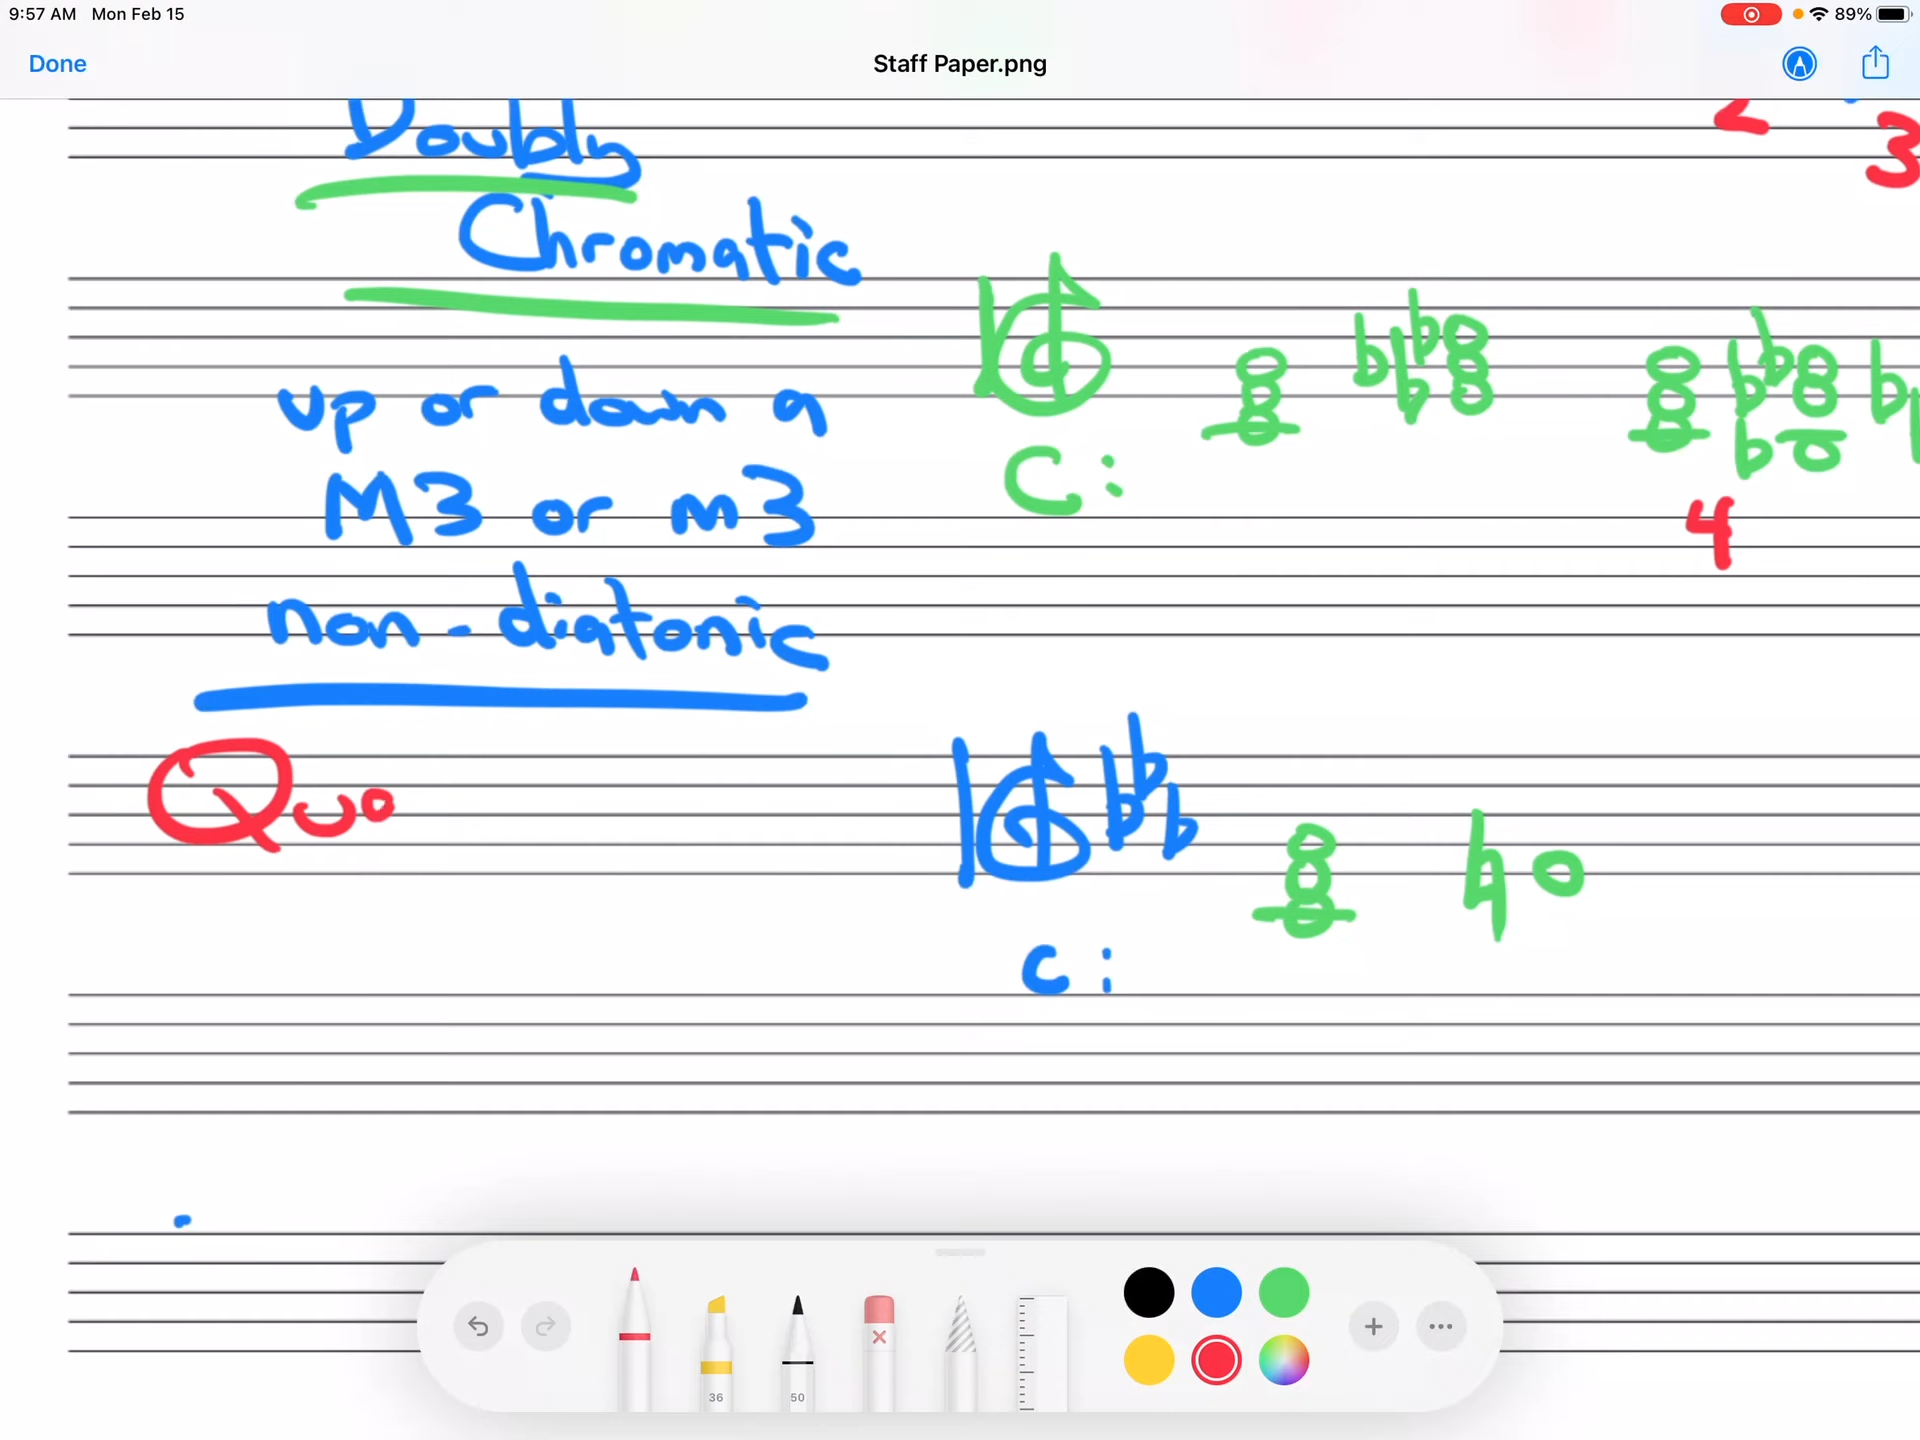 9:57 AM Mon Feb 15
89%
Done
Staff Paper.png
Doubly
Chromatic
up or down a
M3 or m3
non-diatonic
3
C:
4
Quo
c:
36
50